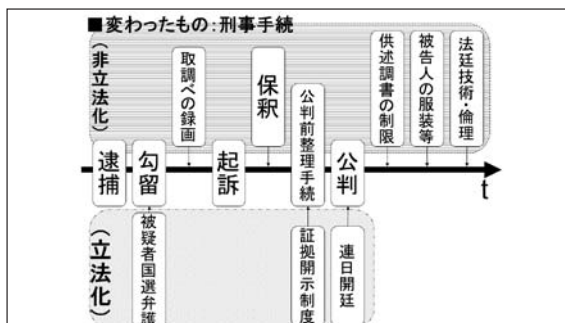 ■変わったもの：刑事手続
（非立法化）
取調べの録画
保釈
公判前整理手続
供述調書の制限
被告人の服装等
法廷技術・倫理
逮捕
勾留
起訴
公判
t
（立法化）
被疑者国選弁護
証拠開示制度
連日開廷